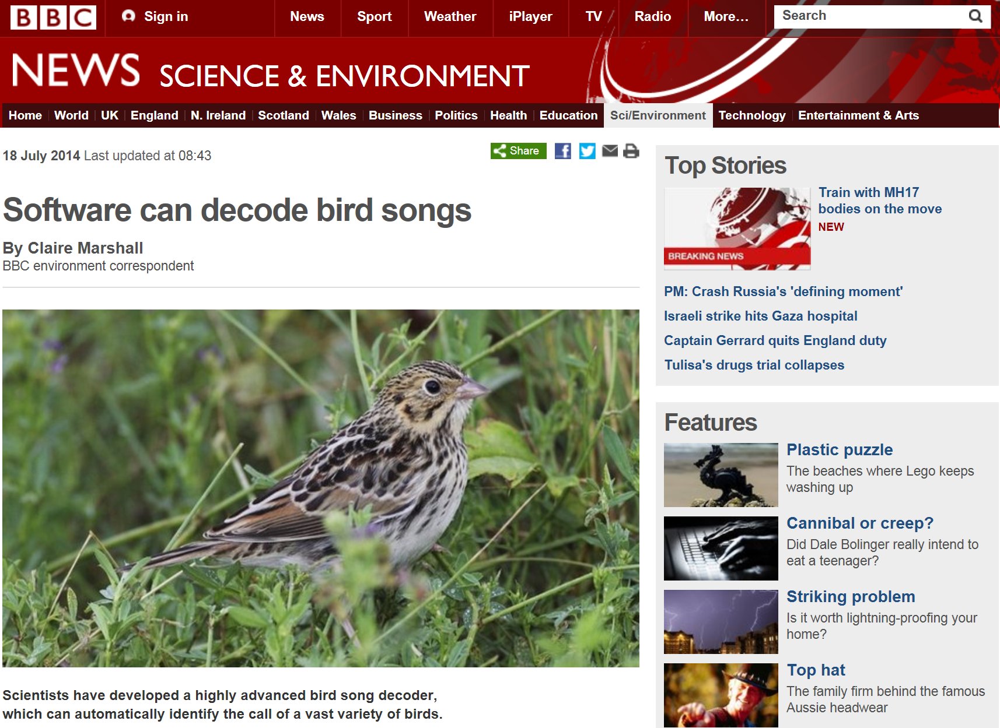 BBC
Sign in
News
Sport
Weather
iPlayer
TV
Radio
More...
Search
NEWS SCIENCE & ENVIRONMENT
Home World UK England N. Ireland Scotland Wales Business Politics Health Education Sci/Environment Technology Entertainment & Arts
18 July 2014 Last updated at 08:43
Share
Software can decode bird songs
By Claire Marshall
BBC environment correspondent
Scientists have developed a highly advanced bird song decoder,
which can automatically identify the call of a vast variety of birds.
Top Stories
BREAKING NEWS
Train with MH17
bodies on the move
NEW
PM: Crash Russia's 'defining moment'
Israeli strike hits Gaza hospital
Captain Gerrard quits England duty
Tulisa's drugs trial collapses
Features
Plastic puzzle
The beaches where Lego keeps
washing up
Cannibal or creep?
Did Dale Bolinger really intend to
eat a teenager?
Striking problem
Is it worth lightning-proofing your
home?
Top hat
The family firm behind the famous
Aussie headwear